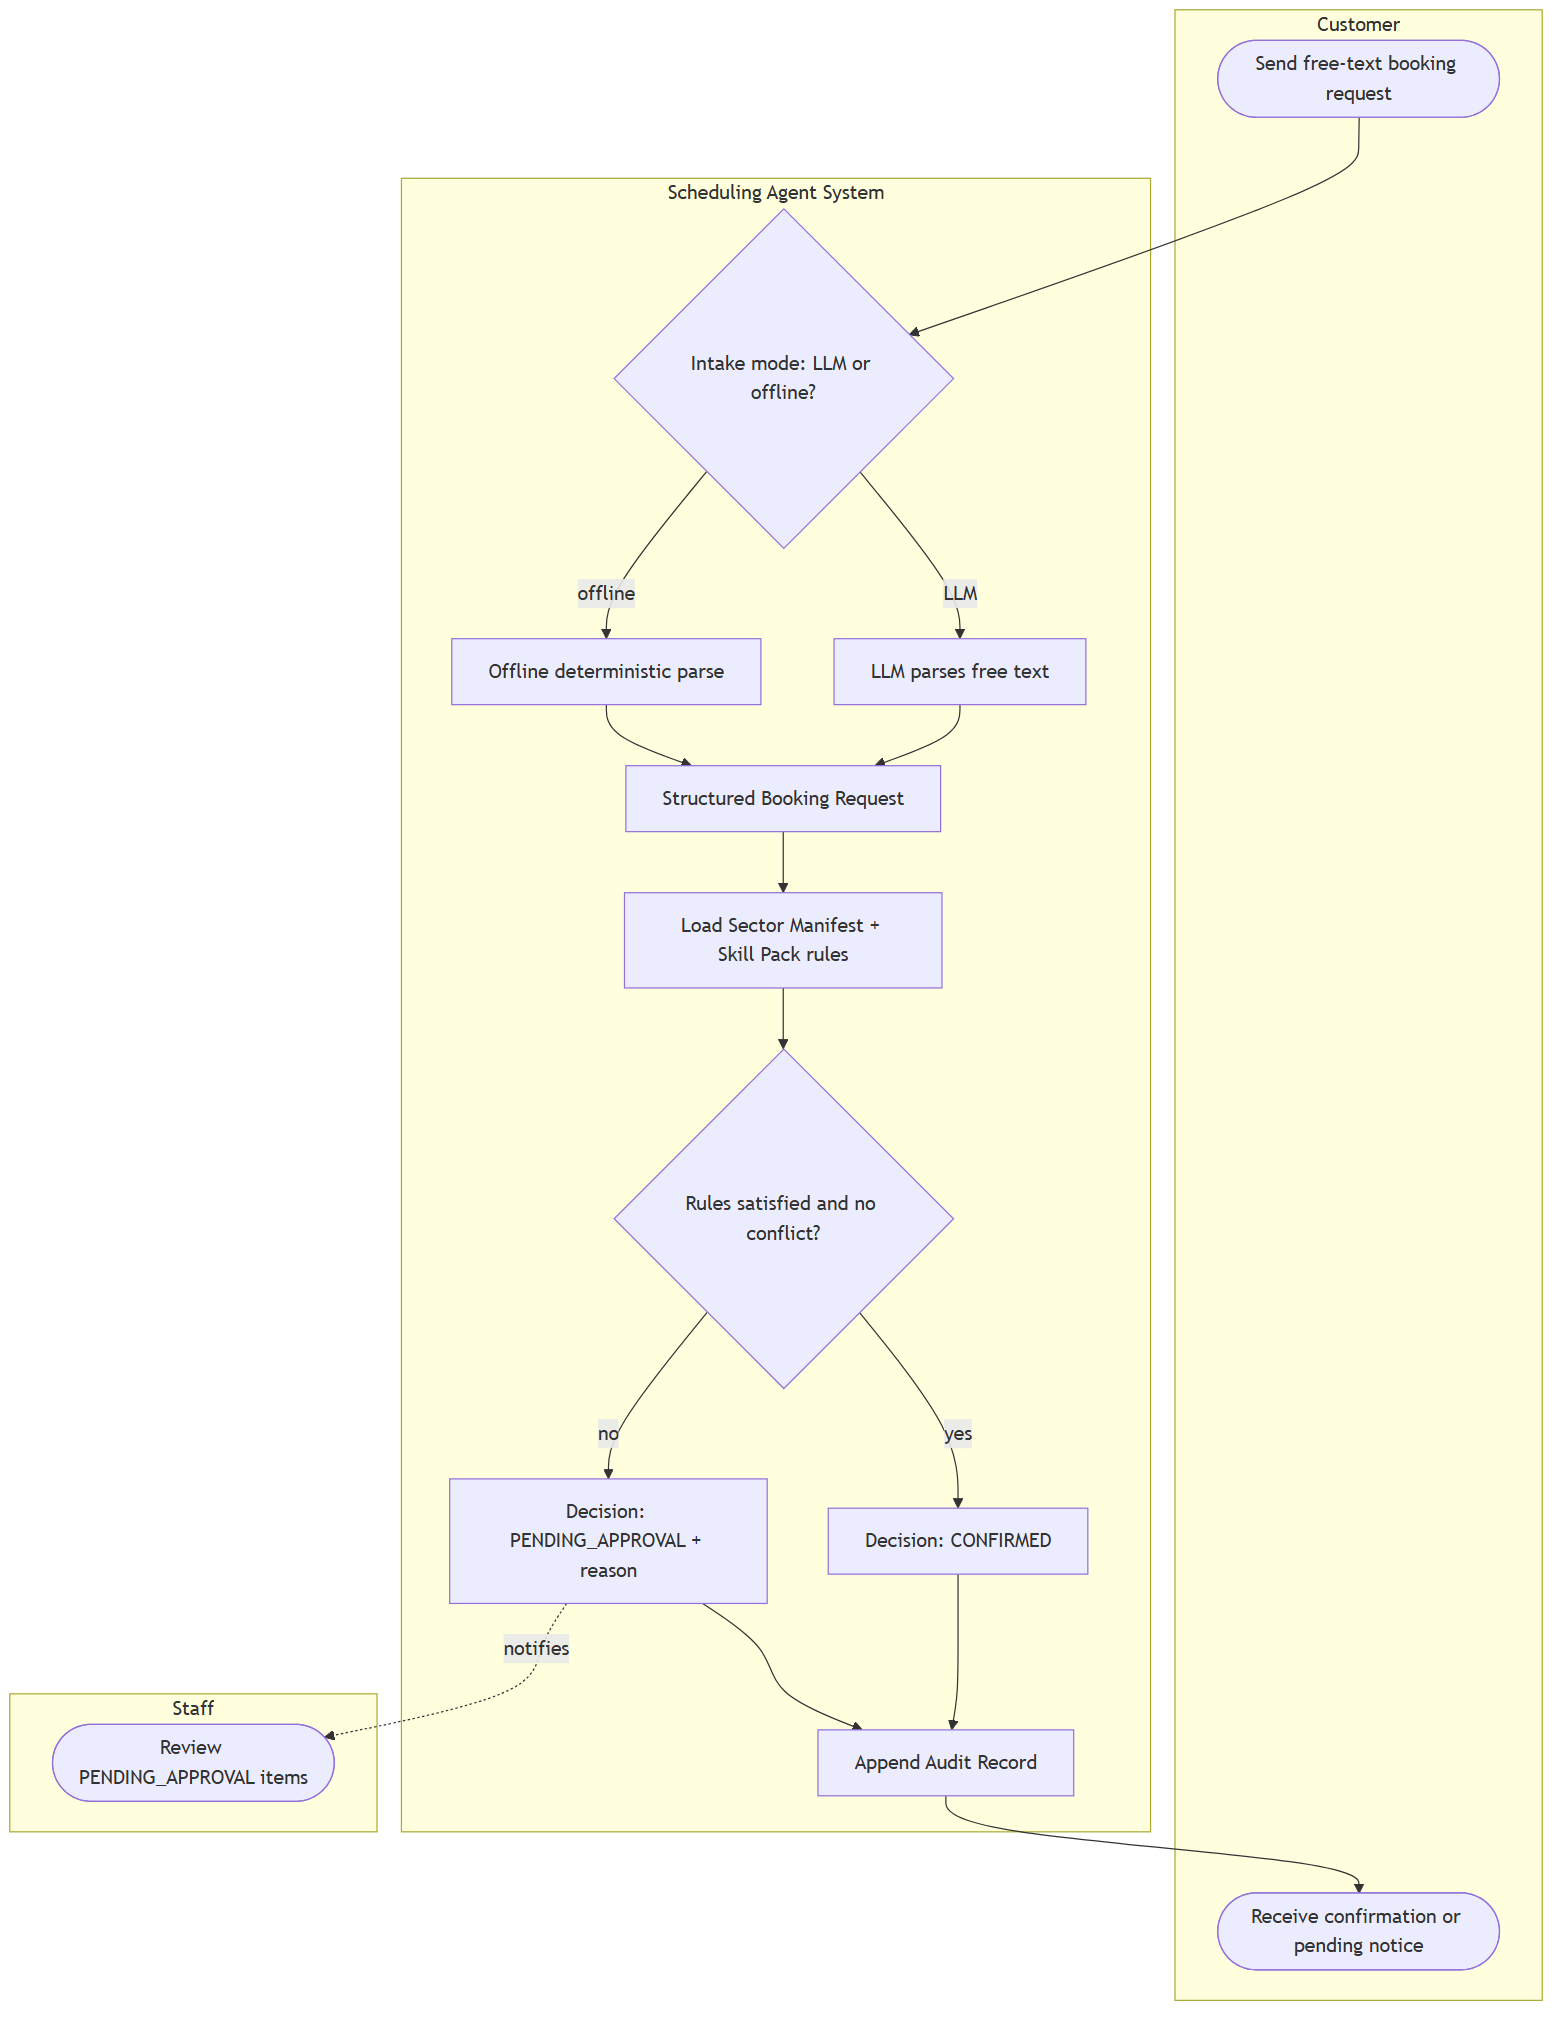 Customer
Send free-text booking
request
Scheduling Agent System
Intake mode: LLM or
offline?
offline
LLM
Offline deterministic parse
LLM parses free text
Structured Booking Request
Load Sector Manifest +
Skill Pack rules
Rules satisfied and no
conflict?
no
yes
Decision:
PENDING_APPROVAL +
reason
Decision: CONFIRMED
notifies
Staff
Review
PENDING_APPROVAL items
Append Audit Record
Receive confirmation or
pending notice